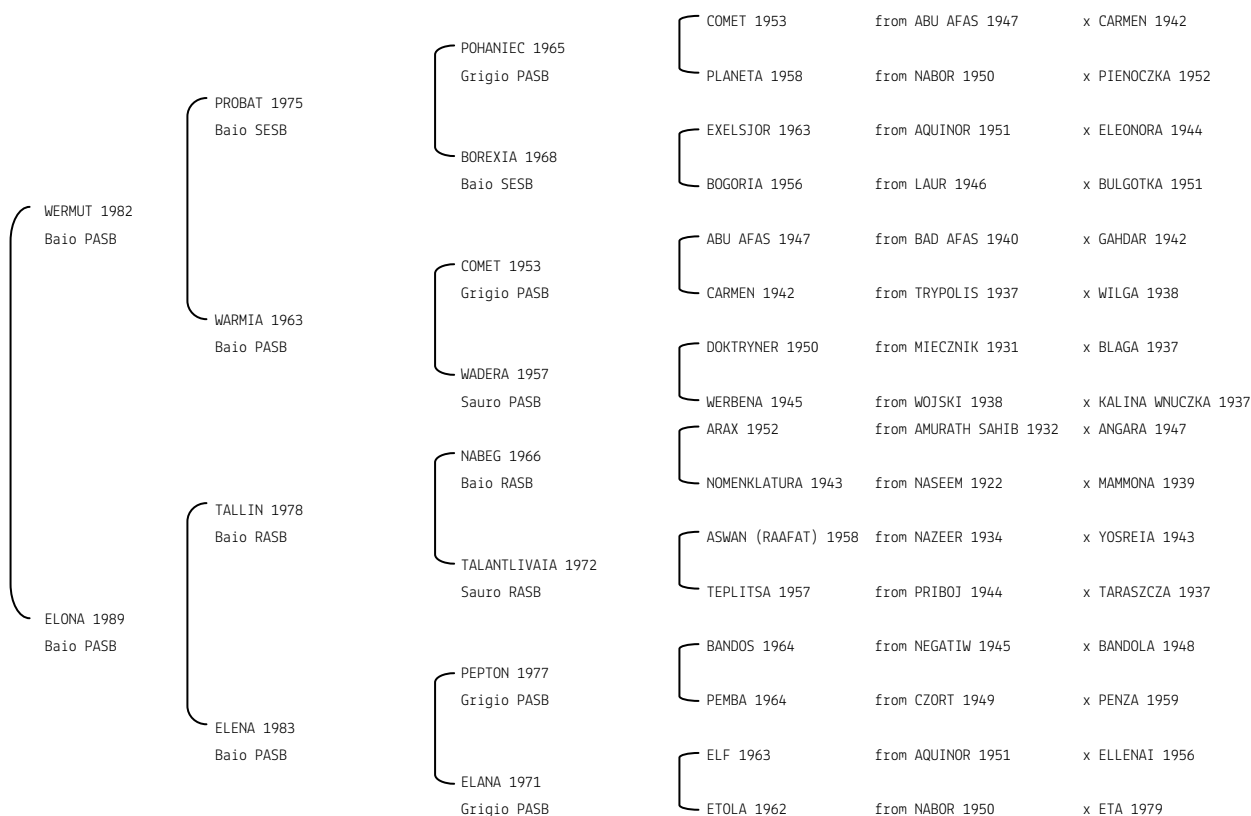 COMET 1953 from ABU AFAS 1947 x CARMEN 1942
POHANIEC 1965
Grigio PASB
PLANETA 1958 from NABOR 1950 x PIENOCZKA 1952
PROBAT 1975
Baio SESB
EXELSJOR 1963 from AQUINOR 1951 x ELEONORA 1944
BOREXIA 1968
Baio SESB
BOGORIA 1956 from LAUR 1946 x BULGOTKA 1951
WERMUT 1982
Baio PASB
ABU AFAS 1947 from BAD AFAS 1940 x GAHDAR 1942
COMET 1953
Grigio PASB
CARMEN 1942 from TRYPOLIS 1937 x WILGA 1938
WARMIA 1963
Baio PASB
DOKTRYNER 1950 from MIECZNIK 1931 x BLAGA 1937
WADERA 1957
Sauro PASB
WERBENA 1945 from WOJSKI 1938 x KALINA WNUCZKA 1937
ARAX 1952 from AMURATH SAHIB 1932 x ANGARA 1947
NABEG 1966
Baio RASB
NOMENKLATURA 1943 from NASEEM 1922 x MAMMONA 1939
TALLIN 1978
Baio RASB
ASWAN (RAAFAT) 1958 from NAZEER 1934 x YOSREIA 1943
TALANTLIVAIA 1972
Sauro RASB
TEPLITSA 1957 from PRIBOJ 1944 x TARASZCZA 1937
ELONA 1989
Baio PASB
BANDOS 1964 from NEGATIW 1945 x BANDOLA 1948
PEPTON 1977
Grigio PASB
PEMBA 1964 from CZORT 1949 x PENZA 1959
ELENA 1983
Baio PASB
ELF 1963 from AQUINOR 1951 x ELLENAI 1956
ELANA 1971
Grigio PASB
ETOLA 1962 from NABOR 1950 x ETA 1979